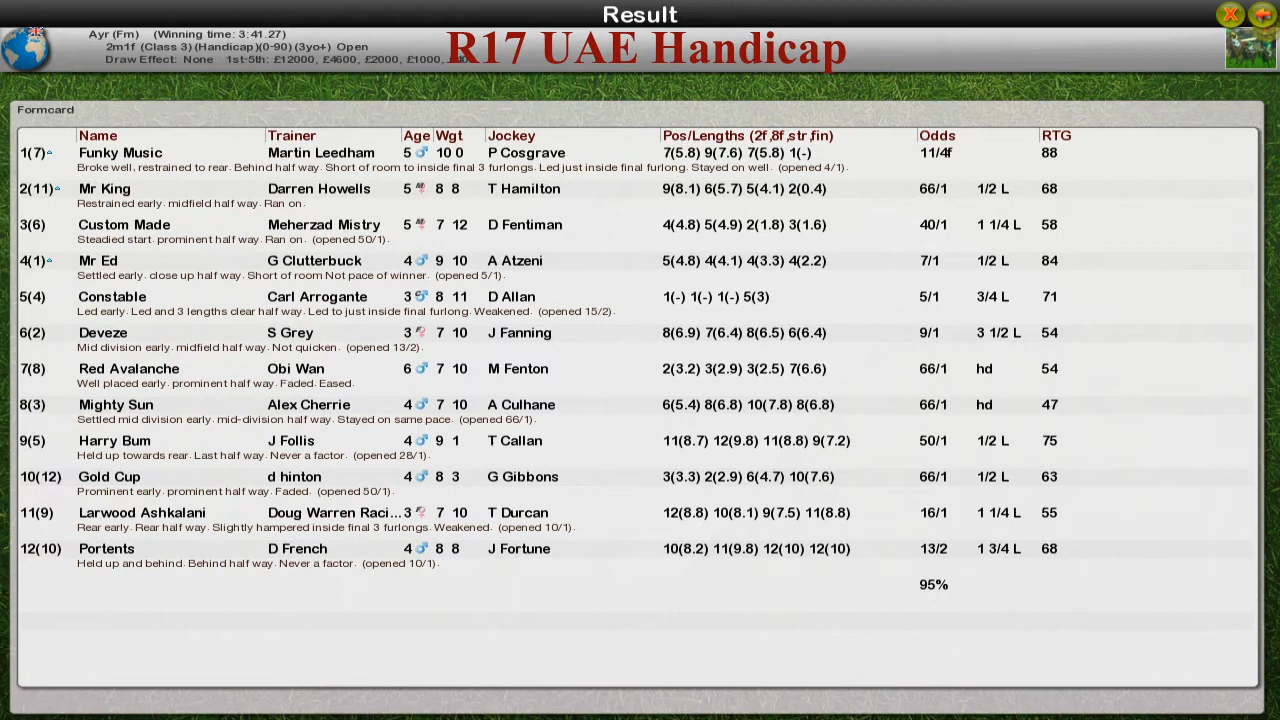 Result
Ayr (Fm) (Winning time: 3:41.27)
2m1f (Class 3) (Handicap)(0-90) (3yo+) Open
Draw Effect: None 1st-5th: £12000, £4600, £2000, £1000,
R17 UAE Handicap
Formcard
Name Trainer Age Wgt Jockey Pos/Lengths (2f,8f,str,fin) Odds RTG
1(7) Funky Music Martin Leedham 5 10 0 P Cosgrave 7(5.8) 9(7.6) 7(5.8) 1(-) 11/4f 88
Broke well, restrained to rear. Behind half way. Short of room to inside final 3 furlongs. Led just inside final furlong. Stayed on well. (opened 4/1).
2(11) Mr King Darren Howells 5 8 8 T Hamilton 9(8.1) 6(5.7) 5(4.1) 2(0.4) 66/1 1/2 L 68
Restrained early. midfield half way. Ran on.
3(6) Custom Made Meherzad Mistry 5 7 12 D Fentiman 4(4.8) 5(4.9) 2(1.8) 3(1.6) 40/1 1 1/4 L 58
Steadied start. prominent half way. Ran on. (opened 50/1).
4(1) Mr Ed G Clutterbuck 4 9 10 A Atzeni 5(4.8) 4(4.1) 4(3.3) 4(2.2) 7/1 1/2 L 84
Settled early. close up half way. Short of room Not pace of winner. (opened 5/1).
5(4) Constable Carl Arrogante 3 8 11 D Allan 1(-) 1(-) 1(-) 5(3) 5/1 3/4 L 71
Led early. Led and 3 lengths clear half way. Led to just inside final furlong. Weakened. (opened 15/2).
6(2) Deveze S Grey 3 7 10 J Fanning 8(6.9) 7(6.4) 8(6.5) 6(6.4) 9/1 3 1/2 L 54
Mid division early. midfield half way. Not quicken. (opened 13/2).
7(8) Red Avalanche Obi Wan 6 7 10 M Fenton 2(3.2) 3(2.9) 3(2.5) 7(6.6) 66/1 hd 54
Well placed early. prominent half way. Faded. Eased.
8(3) Mighty Sun Alex Cherrie 4 7 10 A Culhane 6(5.4) 8(6.8) 10(7.8) 8(6.8) 66/1 hd 47
Settled mid division early. mid-division half way. Stayed on same pace. (opened 66/1).
9(5) Harry Bum J Follis 4 9 1 T Callan 11(8.7) 12(9.8) 11(8.8) 9(7.2) 50/1 1/2 L 75
Held up towards rear. Last half way. Never a factor. (opened 28/1).
10(12) Gold Cup d hinton 4 8 3 G Gibbons 3(3.3) 2(2.9) 6(4.7) 10(7.6) 66/1 1/2 L 63
Prominent early. prominent half way. Faded. (opened 50/1).
11(9) Larwood Ashkalani Doug Warren Raci... 3 7 10 T Durcan 12(8.8) 10(8.1) 9(7.5) 11(8.8) 16/1 1 1/4 L 55
Rear early. Rear half way. Slightly hampered inside final 3 furlongs. Weakened. (opened 10/1).
12(10) Portents D French 4 8 8 J Fortune 10(8.2) 11(9.8) 12(10) 12(10) 13/2 1 3/4 L 68
Held up and behind. Behind half way. Never a factor. (opened 10/1).
95%